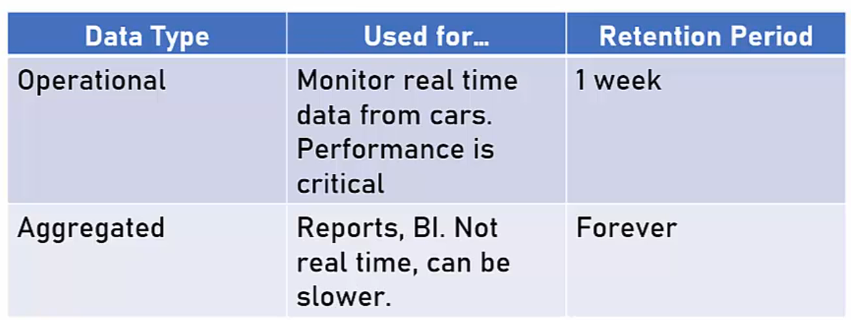 Data Type
Used for...
Retention Period
Operational
Monitor real time
data from cars.
Performance is
critical
1 week
Aggregated
Reports, BI. Not
real time, can be
slower.
Forever